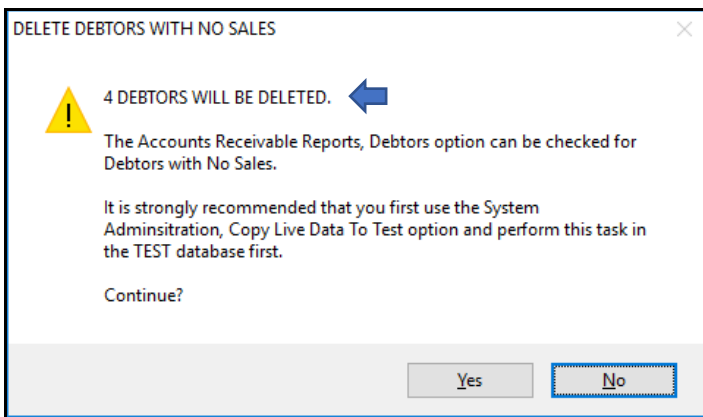 DELETE DEBTORS WITH NO SALES
4 DEBTORS WILL BE DELETED.
The Accounts Receivable Reports, Debtors option can be checked for
Debtors with No Sales.
It is strongly recommended that you first use the System
Adminsitration, Copy Live Data To Test option and perform this task in
the TEST database first.
Continue?
Yes
No